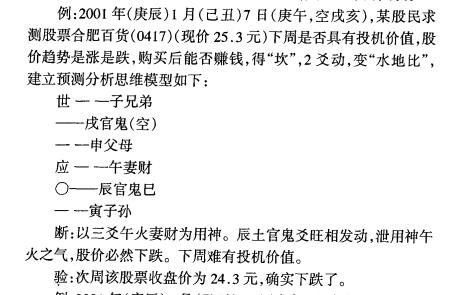 例:2001年(庚辰)1月(己丑)7日(庚午,空戌亥),某股民求
测股票合肥百货(0417)(现价25.3元)下周是否具有投机价值,股
价趋势是涨是跌,购买后能否赚钱,得“坎”,2爻动,变“水地比”,
建立预测分析思维模型如下:
世 — —子兄弟
——戌官鬼(空)
— —申父母
应 — —午妻财
○——辰官鬼巳
— —寅子孙
断:以三爻午火妻财为用神。辰土官鬼爻旺相发动,泄用神午
火之气,股价必然下跌。下周难有投机价值。
验:次周该股票收盘价为24.3元,确实下跌了。